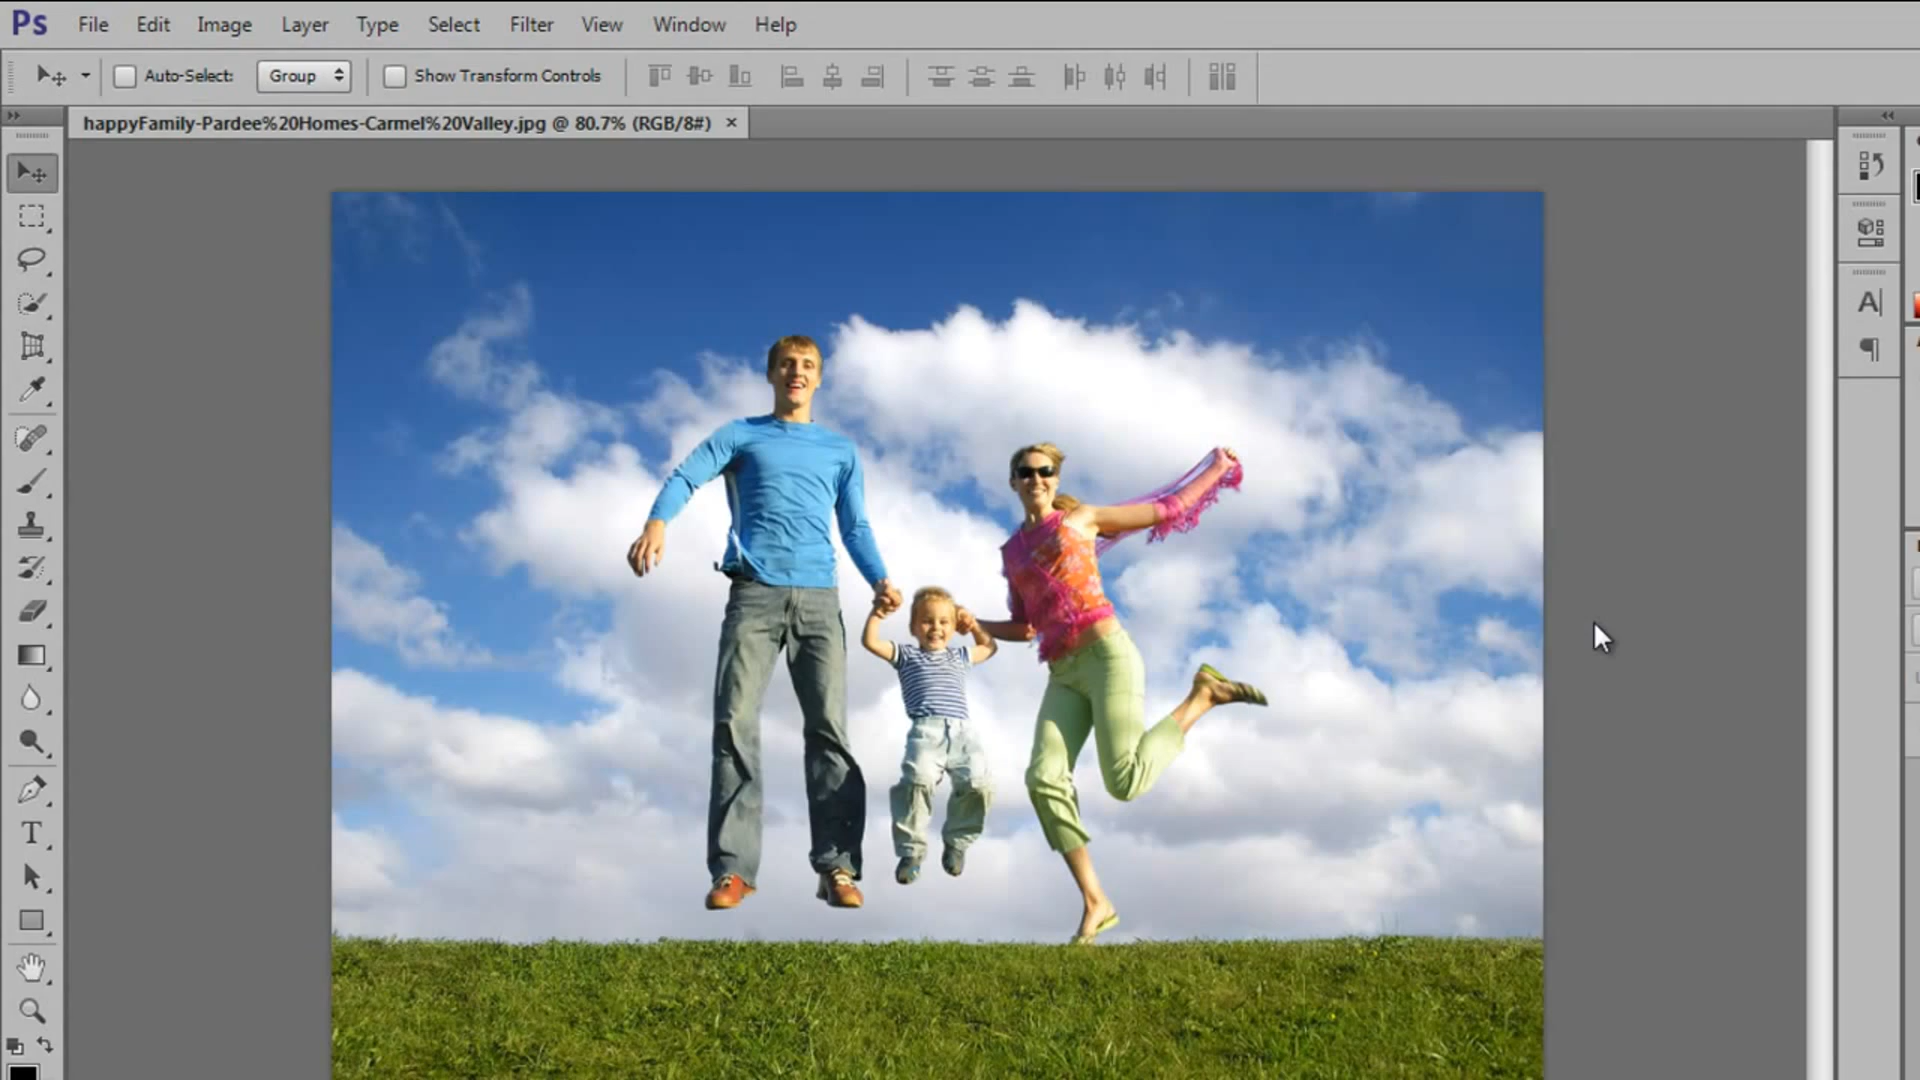 Ps File Edit Image Layer Type Select Filter View Window Help
Auto-Select: Group Show Transform Controls
happyFamily-Pardee%20Homes-Carmel%20Valley.jpg @ 80.7% (RGB/8#) ×